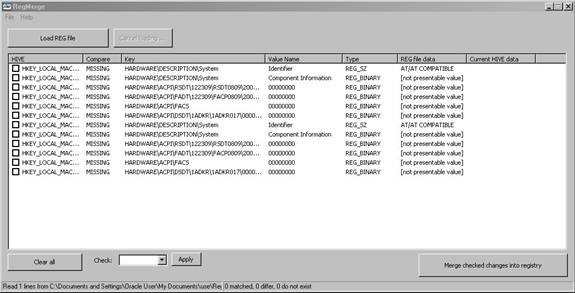 RegMerge
File Help
Load REG file Cancel loading ...
HIVE Compare Key Value Name Type REG file data Current HIVE data
HKEY_LOCAL_MAC... MISSING HARDWARE\DESCRIPTION\System Identifier REG_SZ AT/AT COMPATIBLE
HKEY_LOCAL_MAC... MISSING HARDWARE\DESCRIPTION\System Component Information REG_BINARY [not presentable value]
HKEY_LOCAL_MAC... MISSING HARDWARE\ACPI\RSDT\122309\RSDT0809\200... 00000000 REG_BINARY [not presentable value]
HKEY_LOCAL_MAC... MISSING HARDWARE\ACPI\FADT\122309\FACP0809\200... 00000000 REG_BINARY [not presentable value]
HKEY_LOCAL_MAC... MISSING HARDWARE\ACPI\FACS 00000000 REG_BINARY [not presentable value]
HKEY_LOCAL_MAC... MISSING HARDWARE\ACPI\DSDT\1ADKR\1ADKR017\0000... 00000000 REG_BINARY [not presentable value]
HKEY_LOCAL_MAC... MISSING HARDWARE\DESCRIPTION\System Identifier REG_SZ AT/AT COMPATIBLE
HKEY_LOCAL_MAC... MISSING HARDWARE\DESCRIPTION\System Component Information REG_BINARY [not presentable value]
HKEY_LOCAL_MAC... MISSING HARDWARE\ACPI\RSDT\122309\RSDT0809\200... 00000000 REG_BINARY [not presentable value]
HKEY_LOCAL_MAC... MISSING HARDWARE\ACPI\FADT\122309\FACP0809\200... 00000000 REG_BINARY [not presentable value]
HKEY_LOCAL_MAC... MISSING HARDWARE\ACPI\FACS 00000000 REG_BINARY [not presentable value]
HKEY_LOCAL_MAC... MISSING HARDWARE\ACPI\DSDT\1ADKR\1ADKR017\0000... 00000000 REG_BINARY [not presentable value]
Clear all Check: Apply Merge checked changes into registry
Read 1 lines from C:\Documents and Settings\Oracle User\My Documents\use\Re 0 matched, 0 differ, 0 do not exist